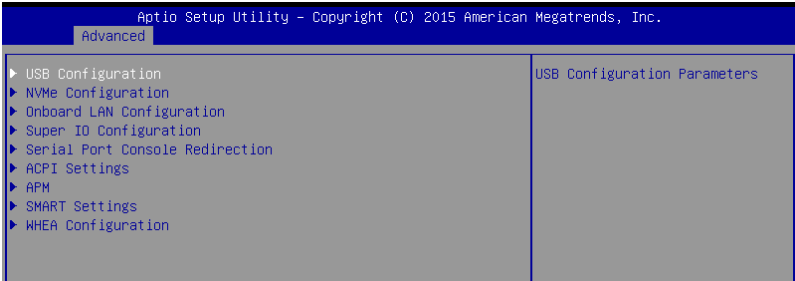 Aptio Setup Utility – Copyright (C) 2015 American Megatrends, Inc.
Advanced
USB Configuration
NVMe Configuration
Onboard LAN Configuration
Super IO Configuration
Serial Port Console Redirection
ACPI Settings
APM
SMART Settings
WHEA Configuration
USB Configuration Parameters